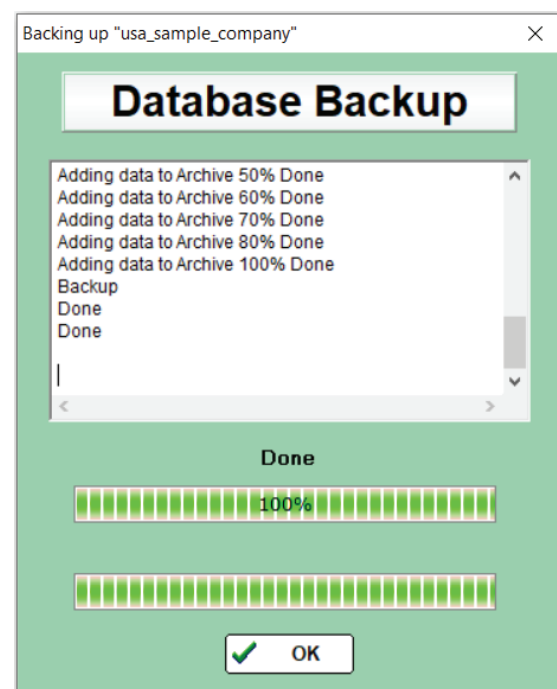 Backing up "usa_sample_company"
Database Backup
Adding data to Archive 50% Done
Adding data to Archive 60% Done
Adding data to Archive 70% Done
Adding data to Archive 80% Done
Adding data to Archive 100% Done
Backup
Done
Done
Done
100%
OK